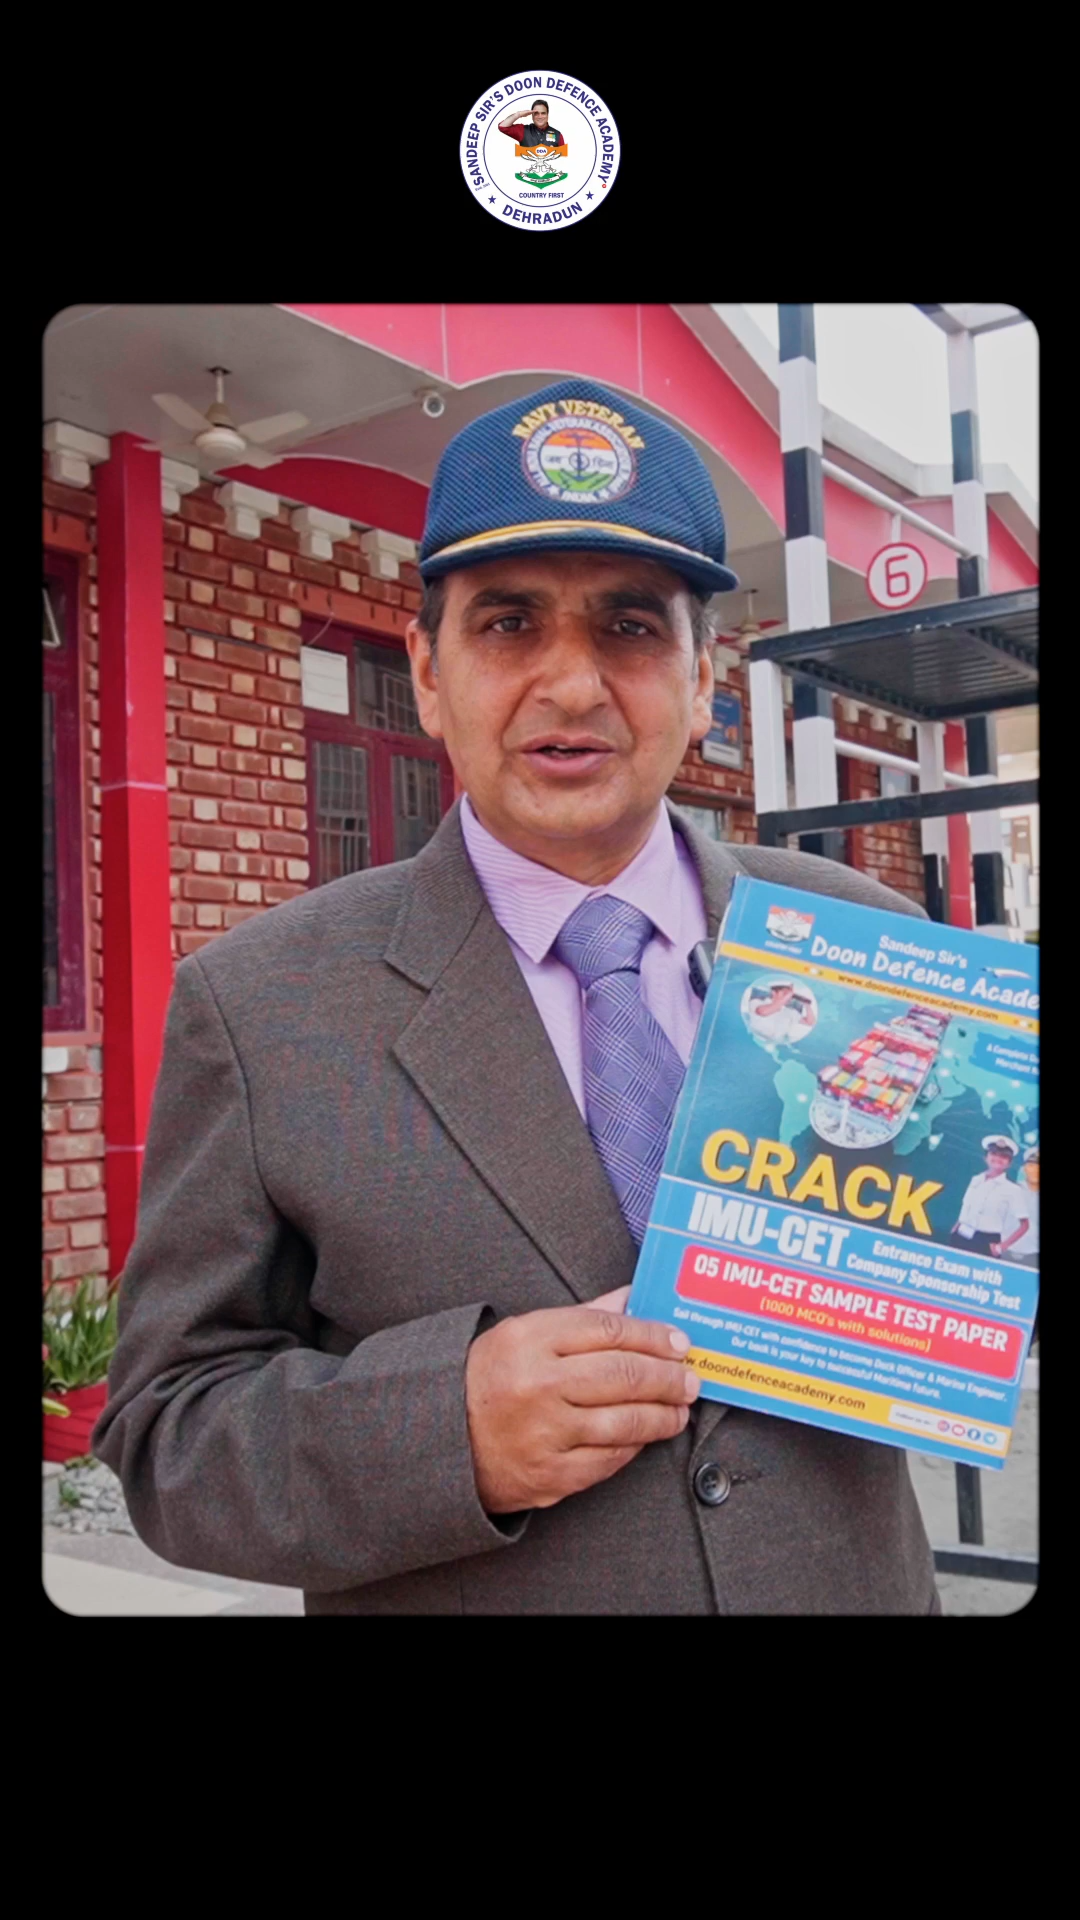 SANDEEP SIR'S DOON DEFENCE ACADEMY
COUNTRY FIRST
★ DEHRADUN ★
NAVY VETERAN
INDIA
6
Sandeep Sir's
Doon Defence Acade
www.doondefenceacademy.com
A Complete
Merchant
CRACK
IMU-CET
Entrance Exam with
Company Sponsorship Test
05 IMU-CET SAMPLE TEST PAPER
(1000 MCQ's with solutions)
Sail through IMU-CET with confidence to become Deck Officer & Marine Engineer.
Our book is your key to successful Maritime future.
w.doondefenceacademy.com